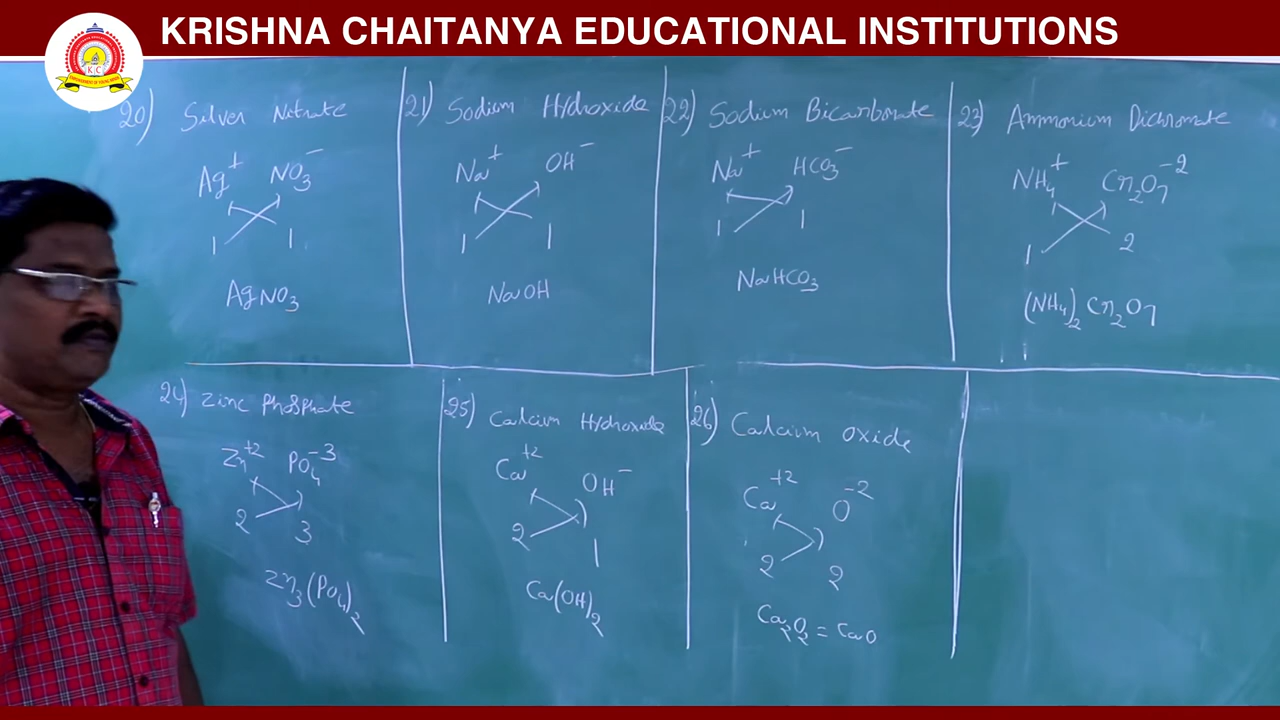 KRISHNA CHAITANYA EDUCATIONAL INSTITUTIONS
K C
20) Silver Nitrate
Ag+ NO3−
1 1
AgNO3
21) Sodium Hydroxide
Na+ OH−
1 1
NaOH
22) Sodium Bicarbonate
Na+ HCO3−
1 1
NaHCO3
23) Ammonium Dichromate
NH4+ Cr2O7−2
1 2
(NH4)2 Cr2O7
24) Zinc Phosphate
Zn+2 PO4−3
2 3
Zn3(PO4)2
25) Calcium Hydroxide
Ca+2 OH−
2 1
Ca(OH)2
26) Calcium Oxide
Ca+2 O−2
2 2
Ca2O2 = CaO